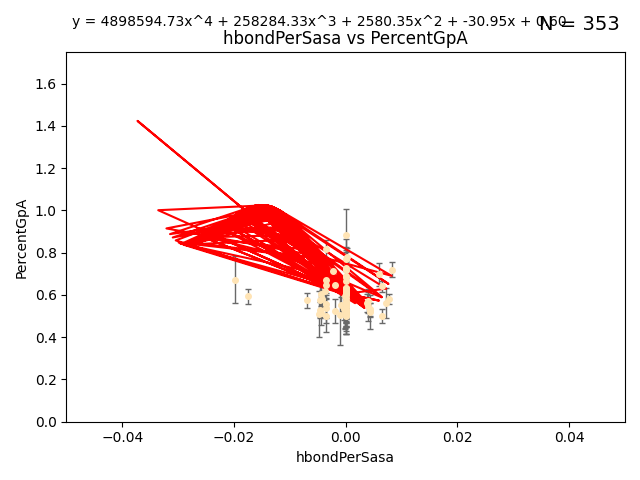 y = 4898594.73x^4 + 258284.33x^3 + 2580.35x^2 + -30.95x + 0.60
N = 353
hbondPerSasa vs PercentGpA
PercentGpA
1.6
1.4
1.2
1.0
0.8
0.6
0.4
0.2
0.0
−0.04
−0.02
0.00
0.02
0.04
hbondPerSasa